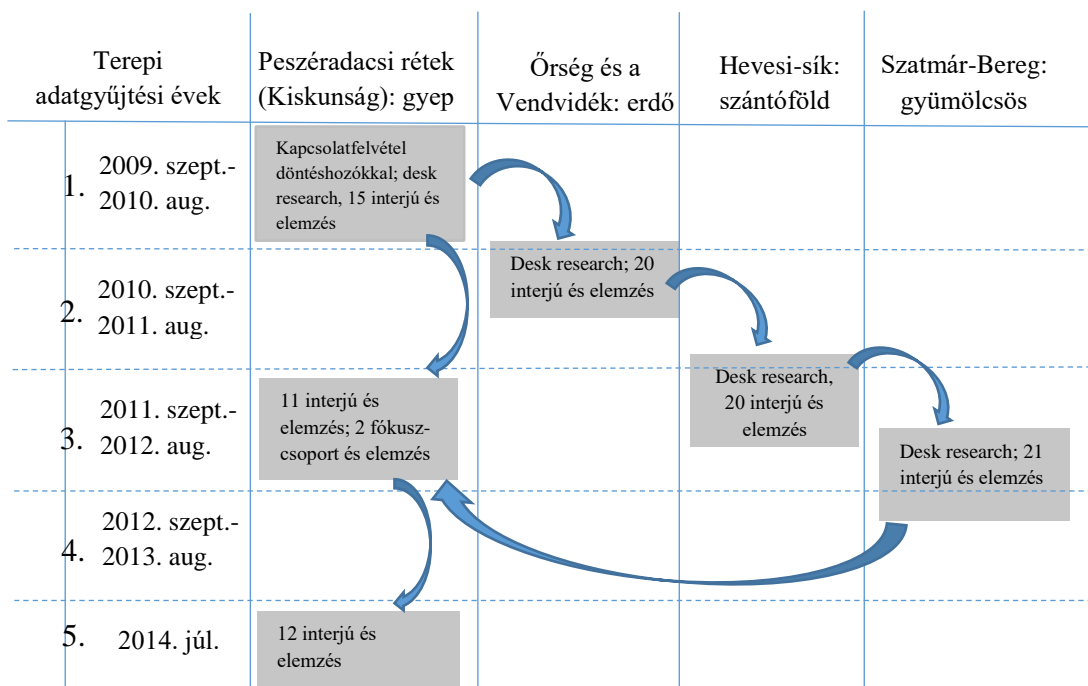 Terepi
adatgyűjtési évek
Peszéradacsi rétek
(Kiskunság): gyep
Őrség és a
Vendvidék: erdő
Hevesi-sík:
szántóföld
Szatmár-Bereg:
gyümölcsös
1.
2009. szept.-
2010. aug.
Kapcsolatfelvétel
döntéshozókkal; desk
research, 15 interjú és
elemzés
2.
2010. szept.-
2011. aug.
Desk research; 20
interjú és elemzés
3.
2011. szept.-
2012. aug.
11 interjú és
elemzés; 2 fókusz-
csoport és elemzés
Desk research,
20 interjú és
elemzés
Desk research; 21
interjú és elemzés
4.
2012. szept.-
2013. aug.
5.
2014. júl.
12 interjú és
elemzés